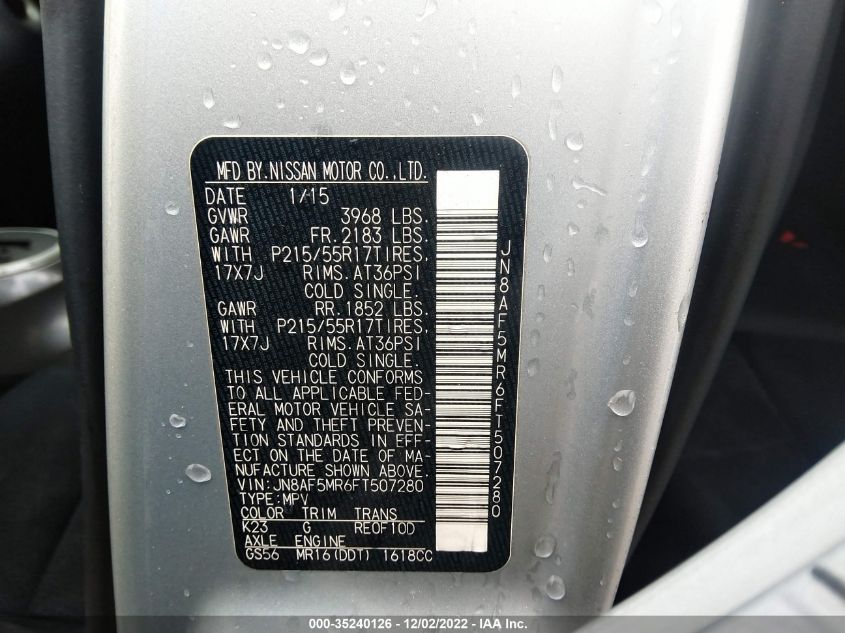 MFD BY.NISSAN MOTOR CO.,LTD.
DATE 1/15
GVWR 3968 LBS.
GAWR FR.2183 LBS.
WITH P215/55R17TIRES,
17X7J RIMS.AT36PSI
COLD SINGLE.
GAWR RR.1852 LBS.
WITH P215/55R17TIRES,
17X7J RIMS.AT36PSI
COLD SINGLE.
THIS VEHICLE CONFORMS
TO ALL APPLICABLE FED-
ERAL MOTOR VEHICLE SA-
FETY AND THEFT PREVEN-
TION STANDARDS IN EFF-
ECT ON THE DATE OF MA-
NUFACTURE SHOWN ABOVE.
VIN:JN8AF5MR6FT507280
TYPE:MPV
COLOR TRIM TRANS
K23 G RE0F10D
AXLE ENGINE
GS56 MR16(DDT) 1618CC
JN8AF5MR6FT507280
000-35240126 - 12/02/2022 - IAA Inc.